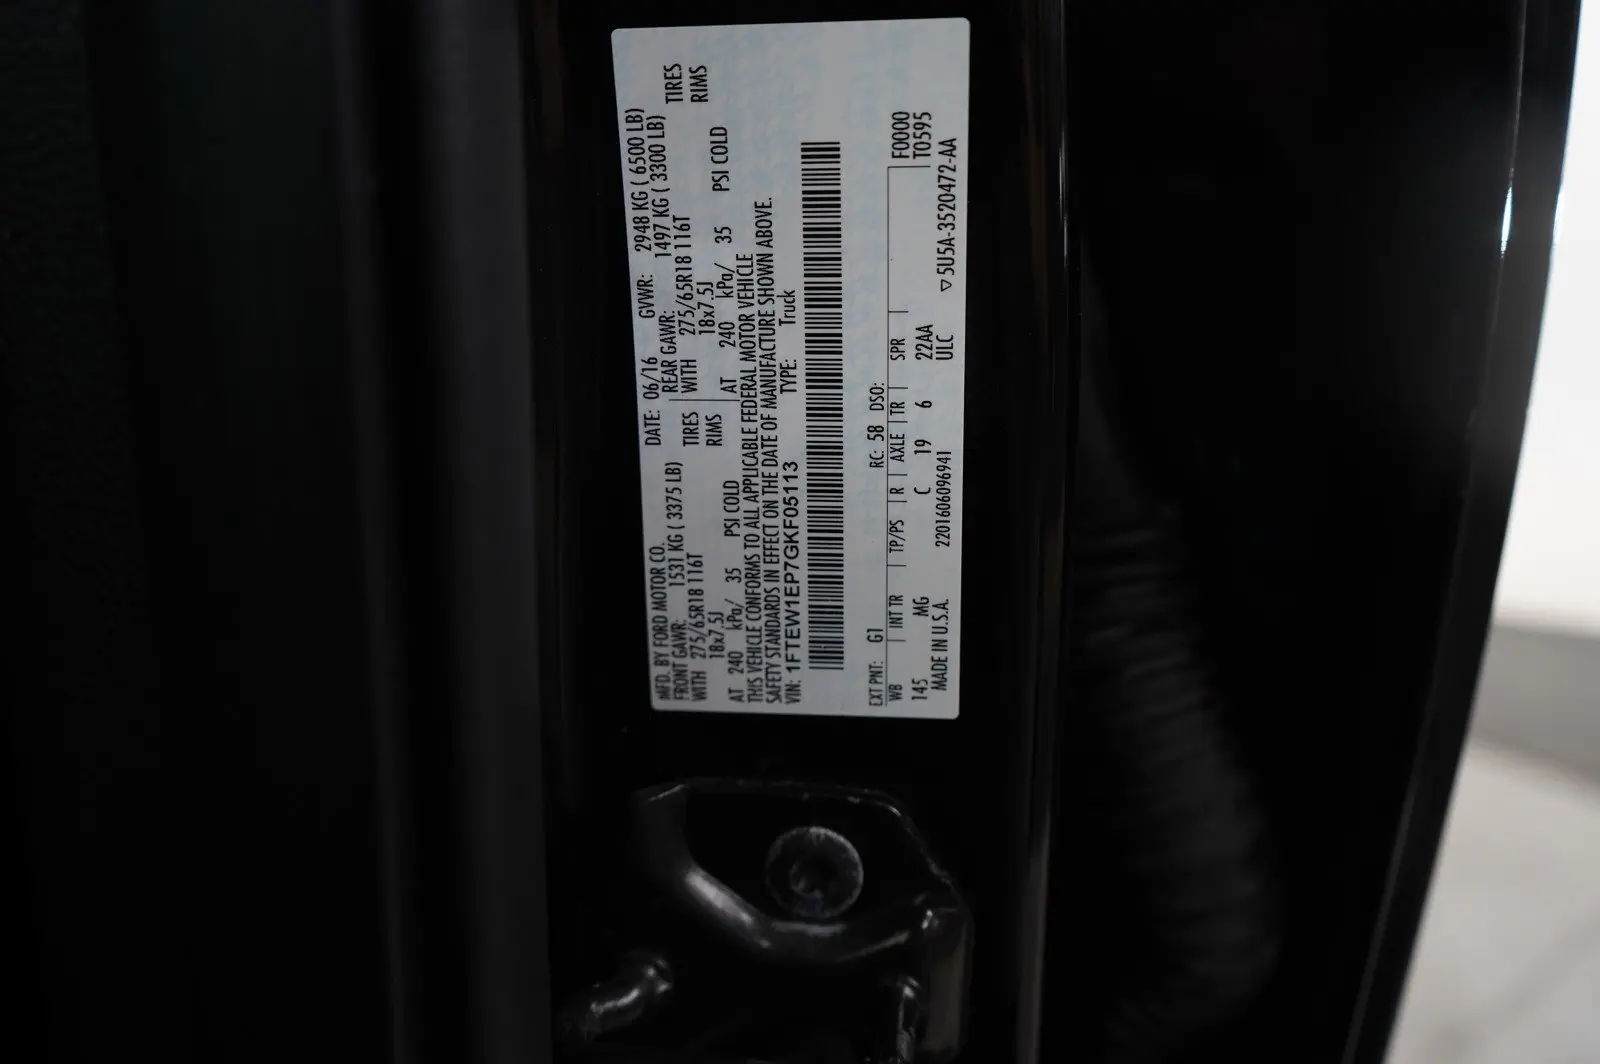 MFD. BY FORD MOTOR CO.
DATE: 06/16 GVWR: 2948 KG ( 6500 LB)
FRONT GAWR: 1531 KG ( 3375 LB) REAR GAWR: 1497 KG ( 3300 LB)
WITH 275/65R18 116T TIRES WITH 275/65R18 116T TIRES
18x7.5J RIMS 18x7.5J RIMS
AT 240 kPa/ 35 PSI COLD AT 240 kPa/ 35 PSI COLD
THIS VEHICLE CONFORMS TO ALL APPLICABLE FEDERAL MOTOR VEHICLE
SAFETY STANDARDS IN EFFECT ON THE DATE OF MANUFACTURE SHOWN ABOVE.
VIN: 1FTEW1EP7GKF05113 TYPE: Truck
EXT PNT: G1 RC: 58 DSO: F0000
WB INT TR TP/PS R AXLE TR SPR T0595
145 MG C 19 6 22AA
MADE IN U.S.A. 220160609694​1 ULC ▽5U5A-3520472-AA